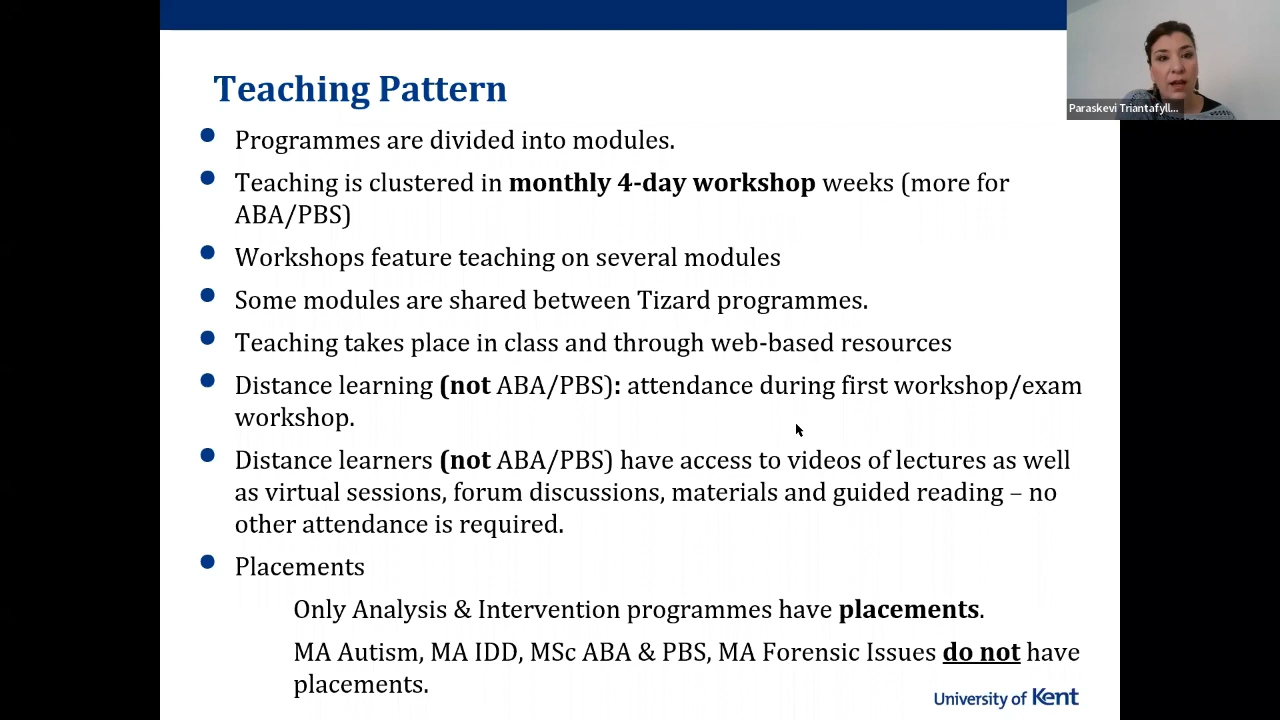 Teaching Pattern
Paraskevi Triantafyll...
Programmes are divided into modules.
Teaching is clustered in monthly 4-day workshop weeks (more for
ABA/PBS)
Workshops feature teaching on several modules
Some modules are shared between Tizard programmes.
Teaching takes place in class and through web-based resources
Distance learning (not ABA/PBS): attendance during first workshop/exam
workshop.
Distance learners (not ABA/PBS) have access to videos of lectures as well
as virtual sessions, forum discussions, materials and guided reading – no
other attendance is required.
Placements
Only Analysis & Intervention programmes have placements.
MA Autism, MA IDD, MSc ABA & PBS, MA Forensic Issues do not have
placements.
University of Kent